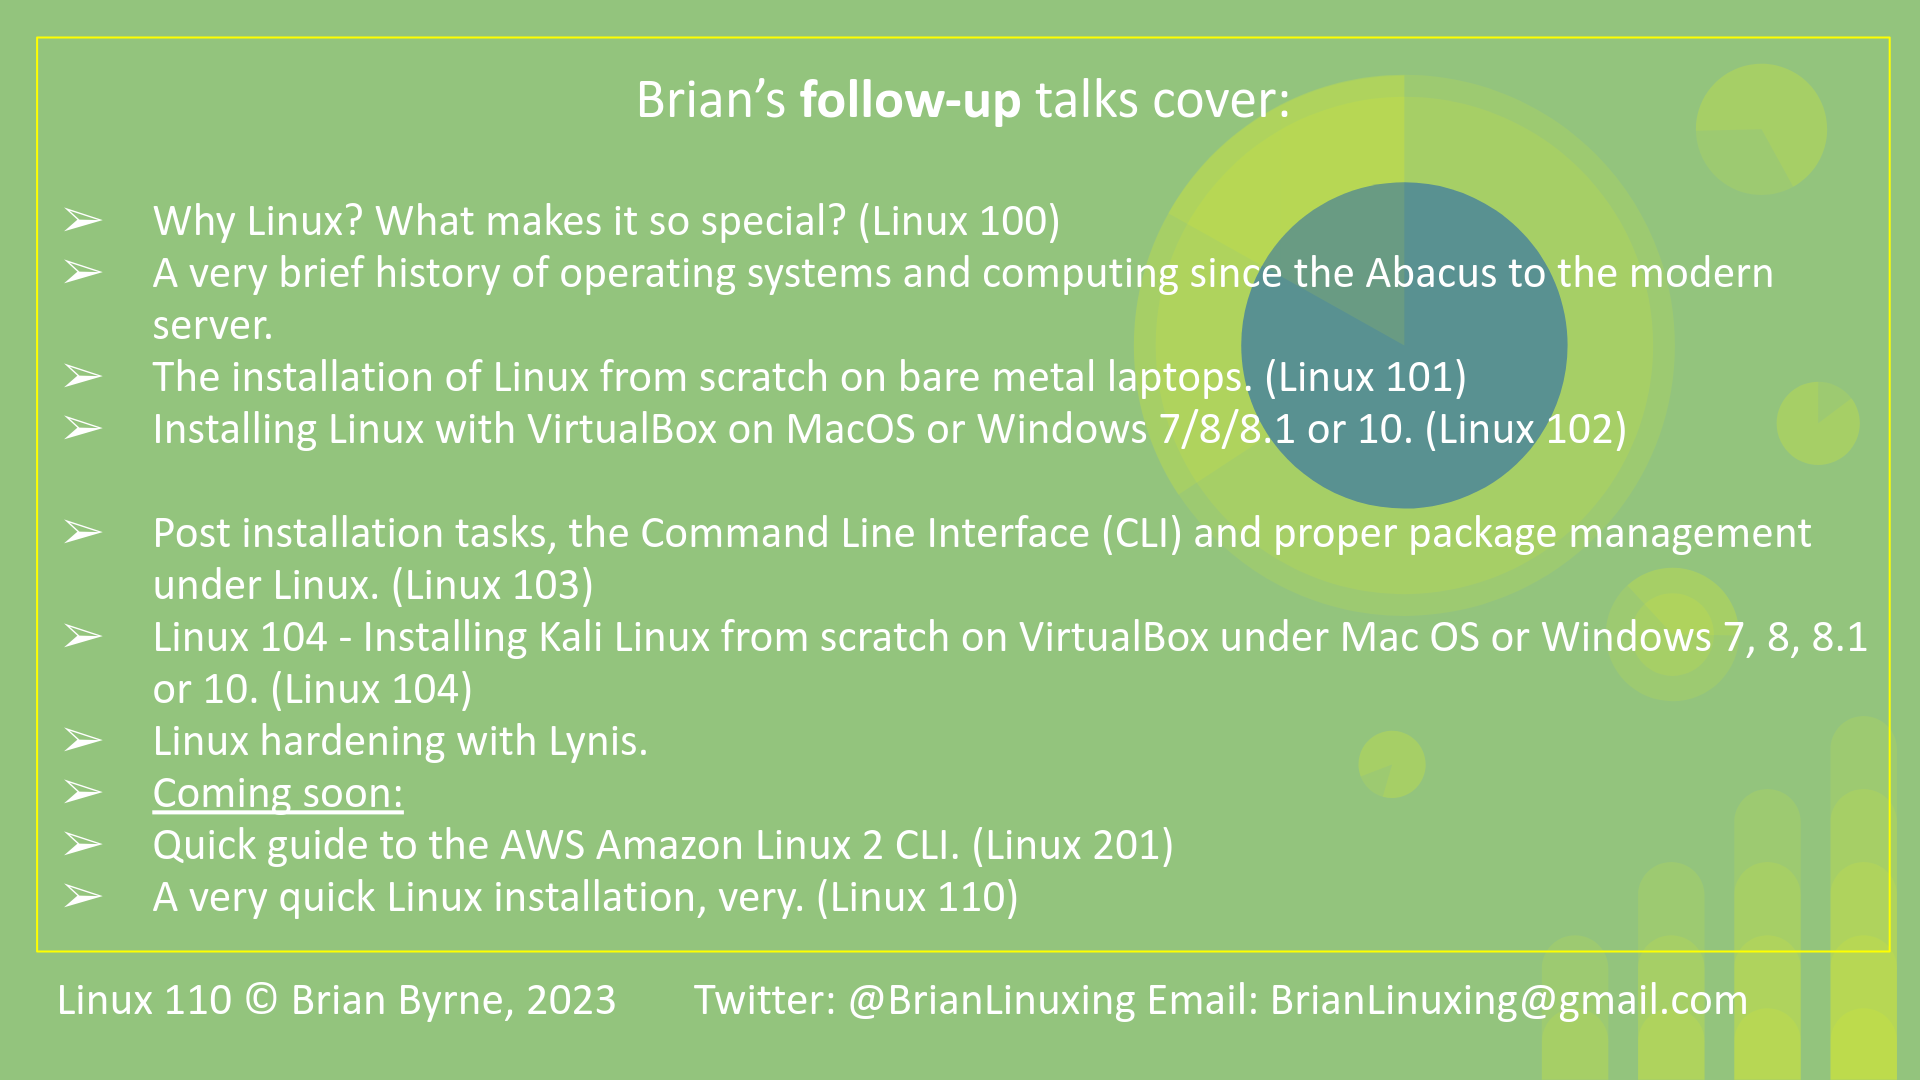 Brian’s follow-up talks cover:
➢ Why Linux? What makes it so special? (Linux 100)
➢ A very brief history of operating systems and computing since the Abacus to the modern
server.
➢ The installation of Linux from scratch on bare metal laptops. (Linux 101)
➢ Installing Linux with VirtualBox on MacOS or Windows 7/8/8.1 or 10. (Linux 102)
➢ Post installation tasks, the Command Line Interface (CLI) and proper package management
under Linux. (Linux 103)
➢ Linux 104 - Installing Kali Linux from scratch on VirtualBox under Mac OS or Windows 7, 8, 8.1
or 10. (Linux 104)
➢ Linux hardening with Lynis.
➢ Coming soon:
➢ Quick guide to the AWS Amazon Linux 2 CLI. (Linux 201)
➢ A very quick Linux installation, very. (Linux 110)
Linux 110 © Brian Byrne, 2023 Twitter: @BrianLinuxing Email: BrianLinuxing@gmail.com